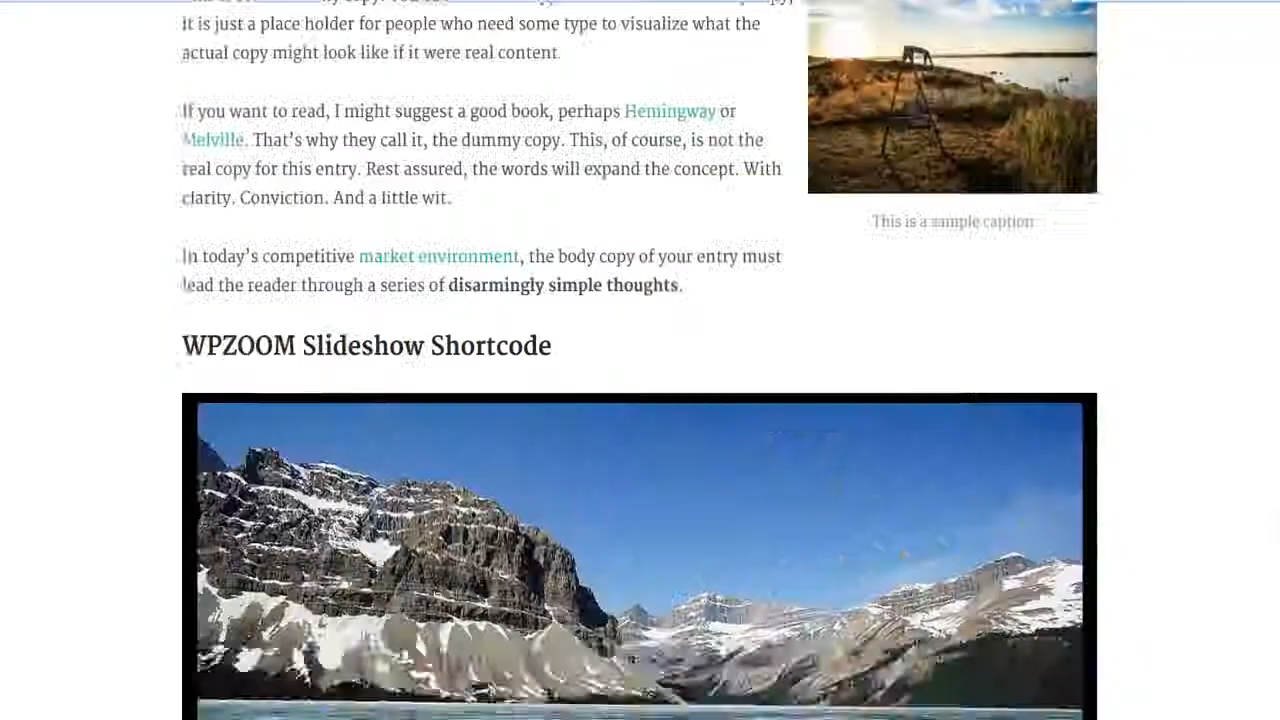 It is just a place holder for people who need some type to visualize what the
actual copy might look like if it were real content.
If you want to read, I might suggest a good book, perhaps Hemingway or
Melville. That's why they call it, the dummy copy. This, of course, is not the
real copy for this entry. Rest assured, the words will expand the concept. With
clarity. Conviction. And a little wit.
This is a sample caption
In today's competitive market environment, the body copy of your entry must
lead the reader through a series of disarmingly simple thoughts.
WPZOOM Slideshow Shortcode